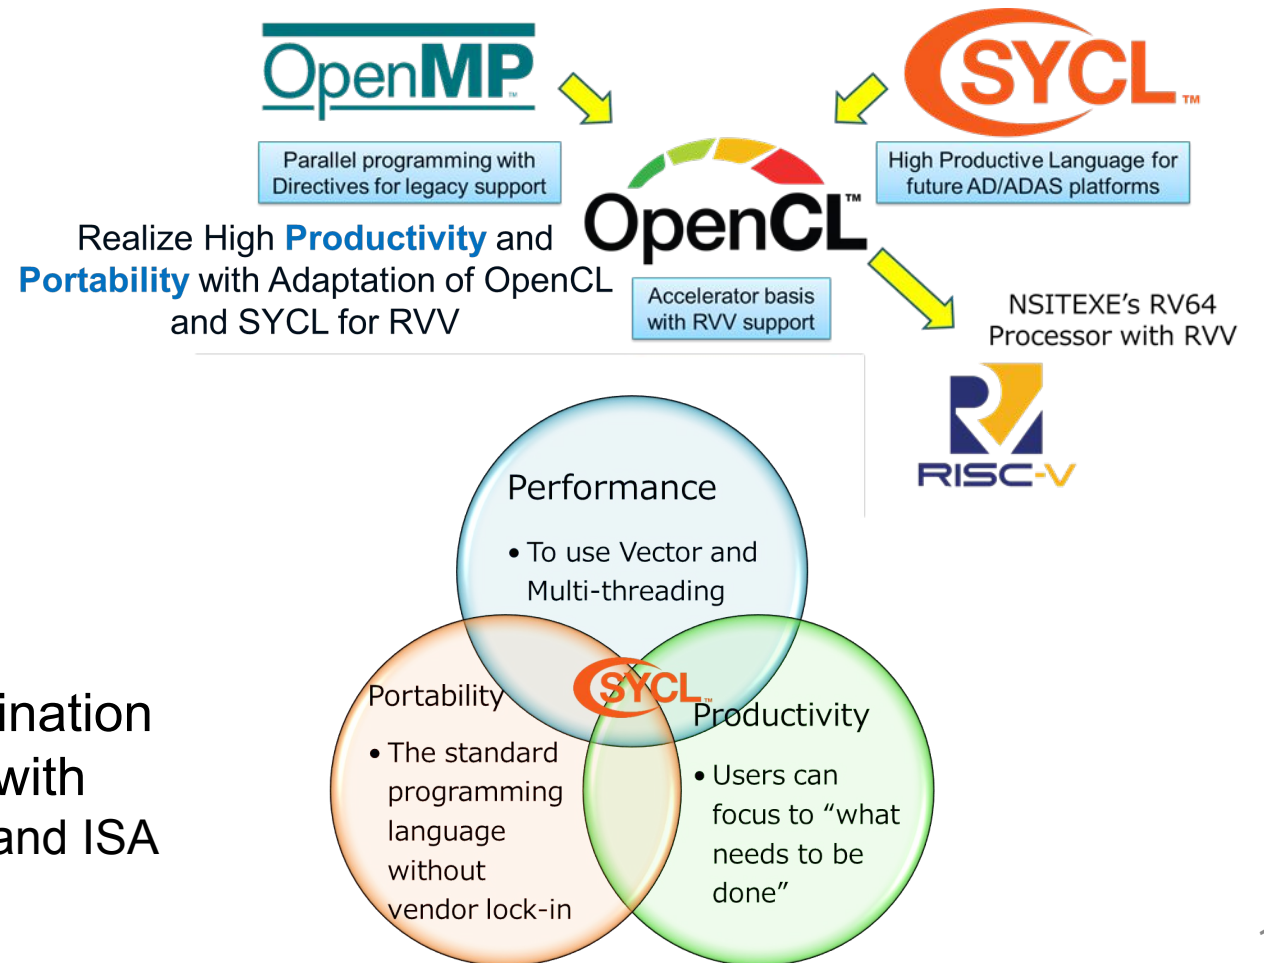 OpenMP
SYCL™
Parallel programming with
Directives for legacy support
High Productive Language for
future AD/ADAS platforms
OpenCL™
Realize High Productivity and
Portability with Adaptation of OpenCL
and SYCL for RVV
Accelerator basis
with RVV support
NSITEXE's RV64
Processor with RVV
RISC-V
Performance
• To use Vector and
Multi-threading
SYCL™
Portability
• The standard
programming
language
without
vendor lock-in
Productivity
• Users can
focus to “what
needs to be
done”
ination
with
and ISA